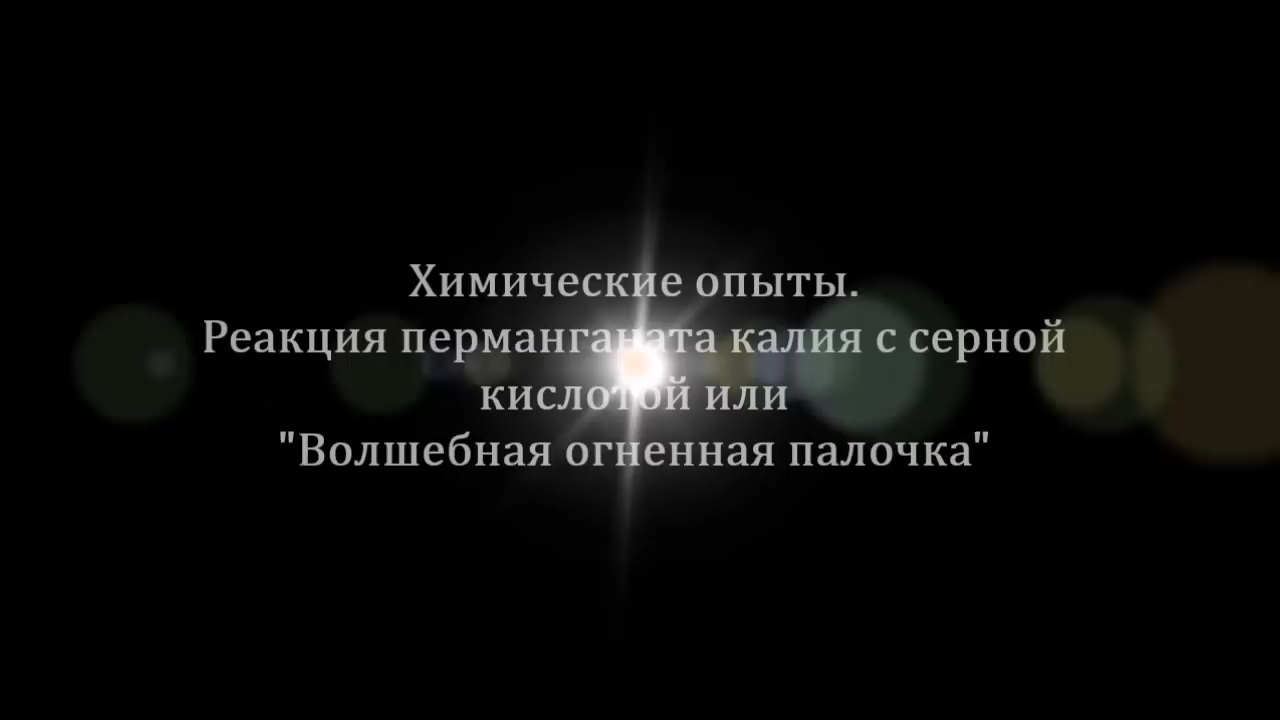 Химические опыты.
Реакция перманганата калия с серной
кислотой или
"Волшебная огненная палочка"